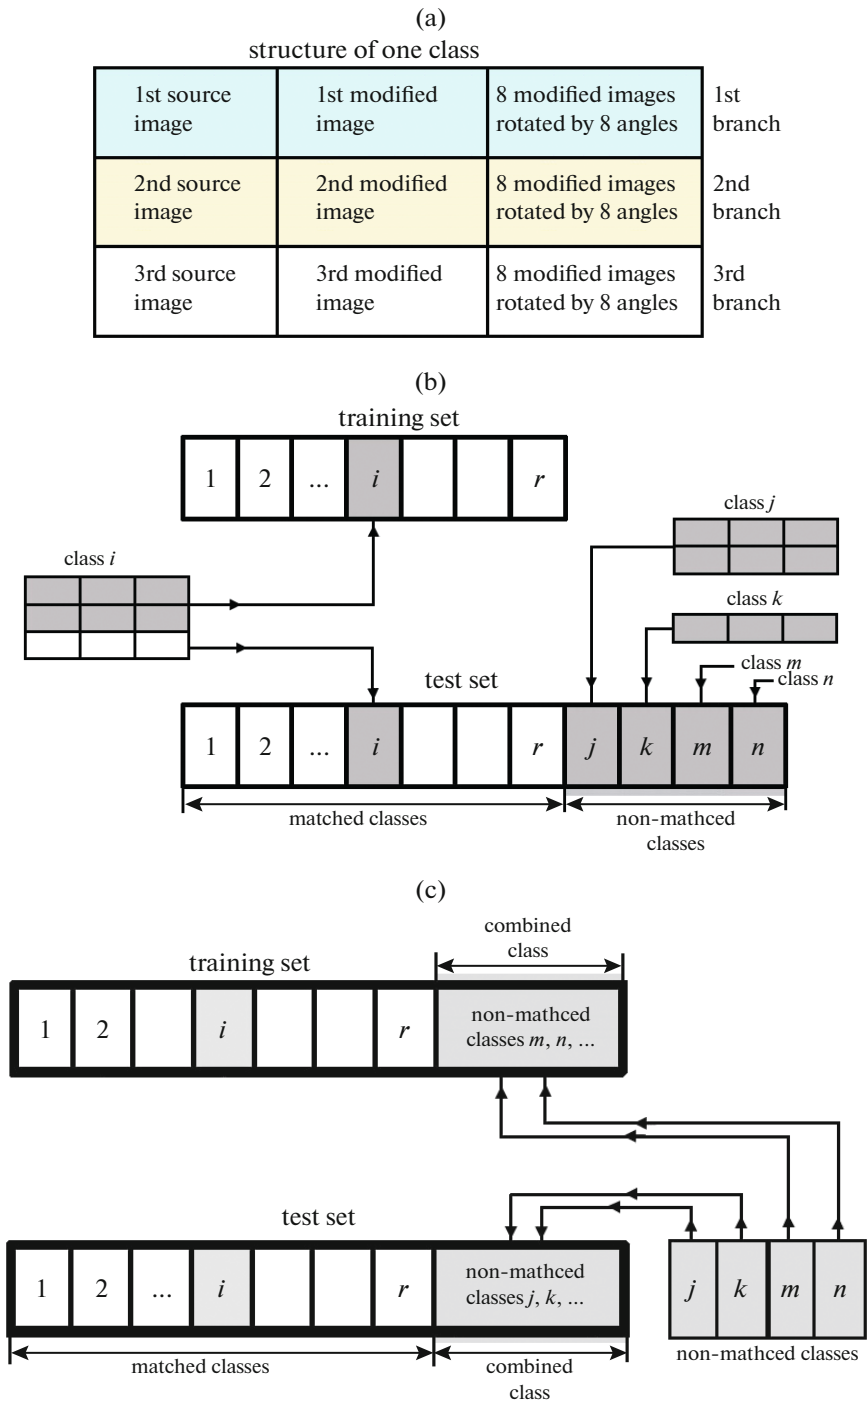 (a)
structure of one class
1st source
image
1st modified
image
8 modified images
rotated by 8 angles
1st
branch
2nd source
image
2nd modified
image
8 modified images
rotated by 8 angles
2nd
branch
3rd source
image
3rd modified
image
8 modified images
rotated by 8 angles
3rd
branch
(b)
training set
1 2 ... i r
class i
class j
class k
class m
class n
test set
1 2 ... i r j k m n
matched classes
non-mathced
classes
(c)
combined
class
training set
1 2 i r
non-mathced
classes m, n, ...
test set
1 2 ... i r
non-mathced
classes j, k, ...
j k m n
non-mathced classes
matched classes
combined
class